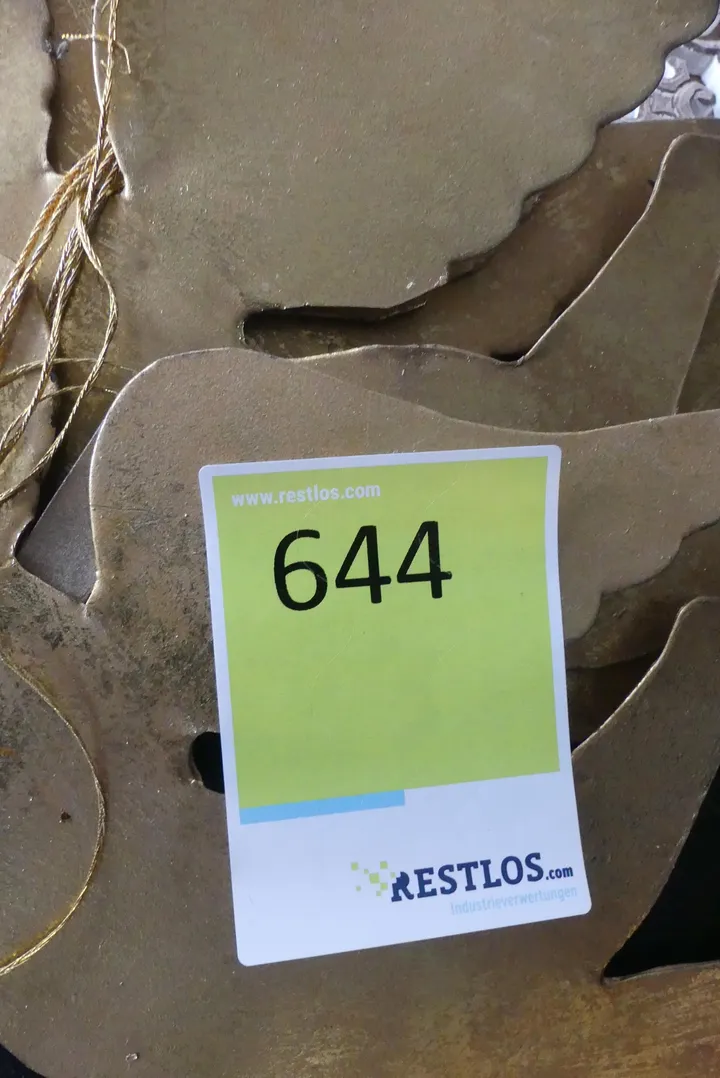 www.restlos.com
644
RESTLOS.com
Industrieverwertungen